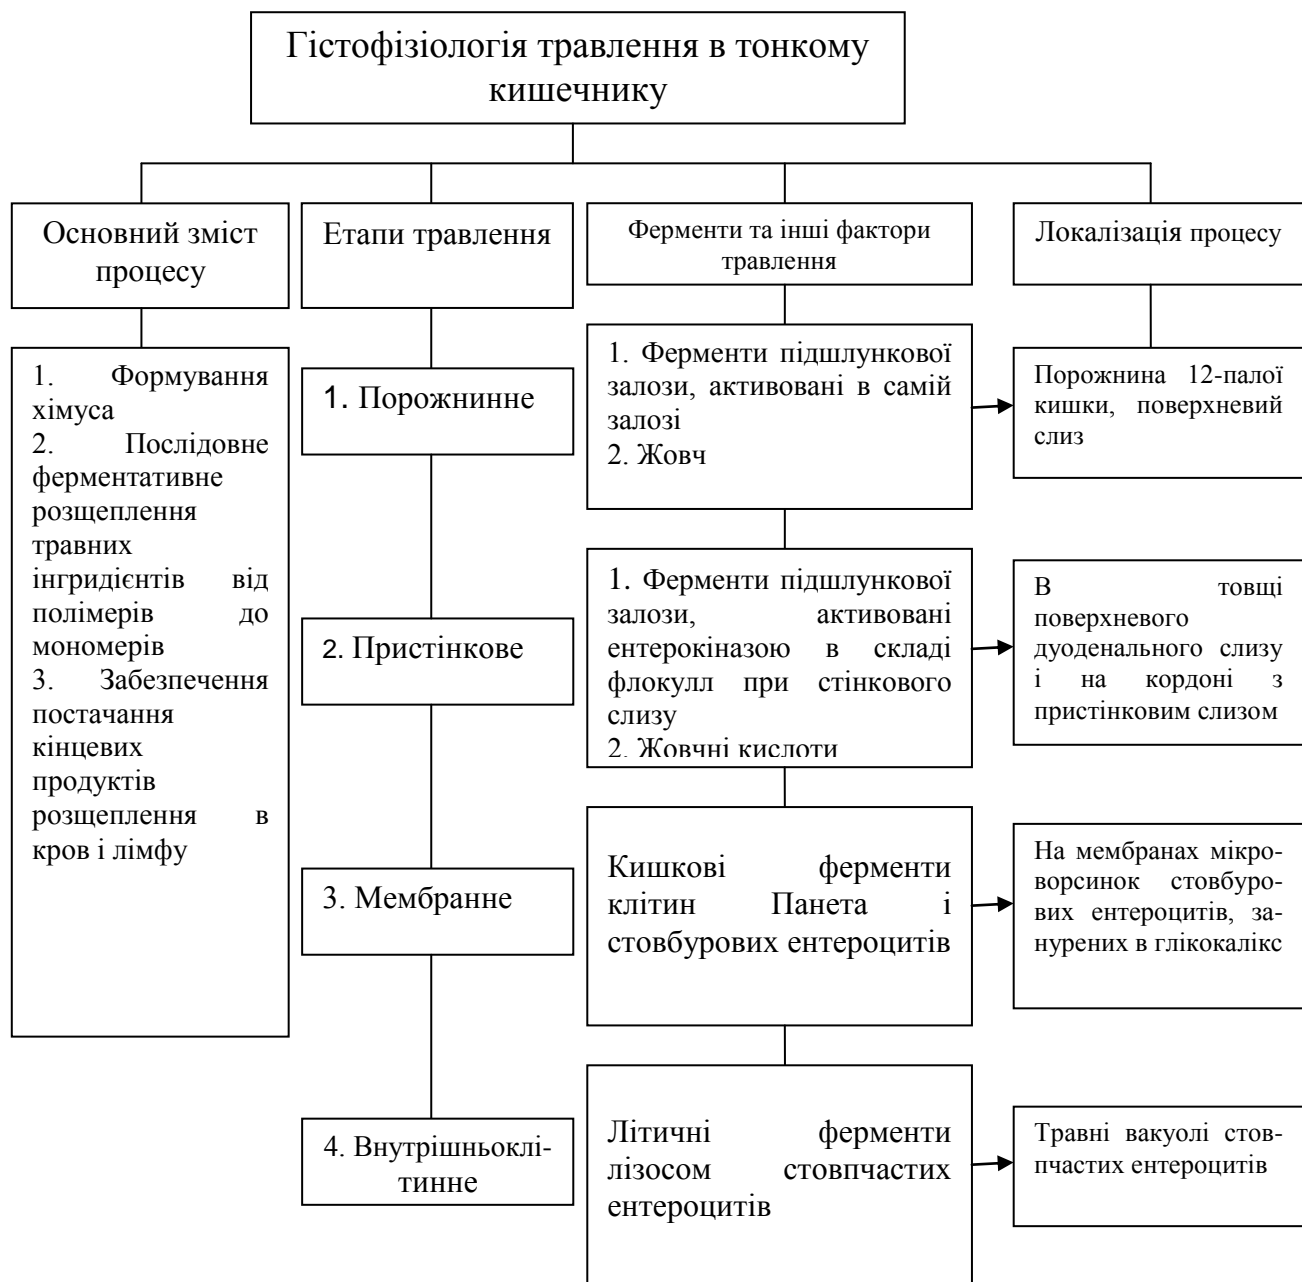 Гістофізіологія травлення в тонкому
кишечнику
Основний зміст
процесу
Етапи травлення
Ферменти та інші фактори
травлення
Локалізація процесу
1. Формування
хімуса
2. Послідовне
ферментативне
розщеплення
травних
інгридієнтів від
полімерів до
мономерів
3. Забезпечення
постачання
кінцевих
продуктів
розщеплення в
кров і лімфу
1. Порожнинне
1. Ферменти підшлункової
залози, активовані в самій
залозі
2. Жовч
Порожнина 12-палої
кишки, поверхневий
слиз
2. Пристінкове
1. Ферменти підшлункової
залози, активовані
ентерокіназою в складі
флокулл при стінкового
слизу
2. Жовчні кислоти
В товщі
поверхневого
дуоденального слизу
і на кордоні з
пристінковим слизом
3. Мембранне
Кишкові ферменти
клітин Панета і
стовбурових ентероцитів
На мембранах мікро-
ворсинок стовбуро-
вих ентероцитів, за-
нурених в глікокалікс
4. Внутрішньоклі-
тинне
Літичні ферменти
лізосом стовпчастих
ентероцитів
Травні вакуолі стов-
пчастих ентероцитів